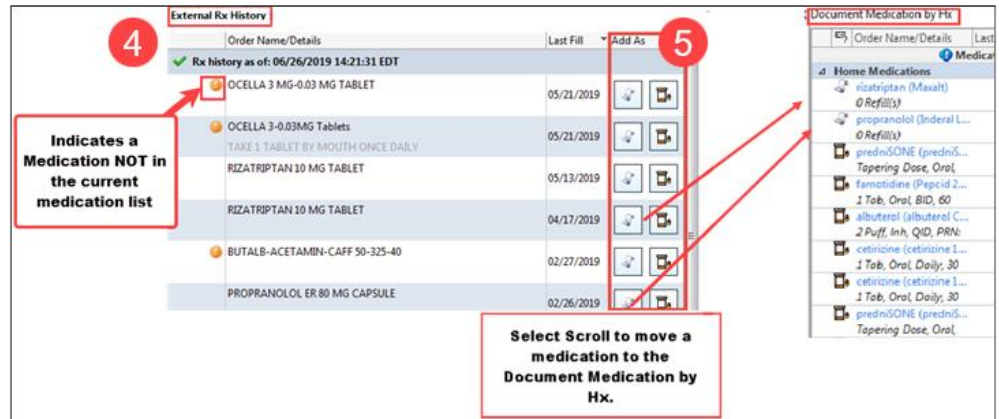 External Rx History
4
Order Name/Details Last Fill Add As
5
Rx history as of: 06/26/2019 14:21:31 EDT
OCELLA 3 MG-0.03 MG TABLET
05/21/2019
OCELLA 3-0.03MG Tablets
TAKE 1 TABLET BY MOUTH ONCE DAILY
05/21/2019
RIZATRIPTAN 10 MG TABLET
05/13/2019
RIZATRIPTAN 10 MG TABLET
04/17/2019
BUTALB-ACETAMIN-CAFF 50-325-40
02/27/2019
PROPRANOLOL ER 80 MG CAPSULE
02/26/2019
Indicates a
Medication NOT in
the current
medication list
Select Scroll to move a
medication to the
Document Medication by
Hx.
Document Medication by Hx
Order Name/Details Last
Medica
Home Medications
rizatriptan (Maxalt)
0 Refill(s)
propranolol (Inderal L...
0 Refill(s)
predniSONE (predniS...
Tapering Dose, Oral,
famotidine (Pepcid 2...
1 Tab, Oral, BID, 60
albuterol (albuterol C...
2 Puff, Inh, QID, PRN:
cetirizine (cetirizine 1...
1 Tab, Oral, Daily, 30
cetirizine (cetirizine 1...
1 Tab, Oral, Daily, 30
predniSONE (predniS...
Tapering Dose, Oral,